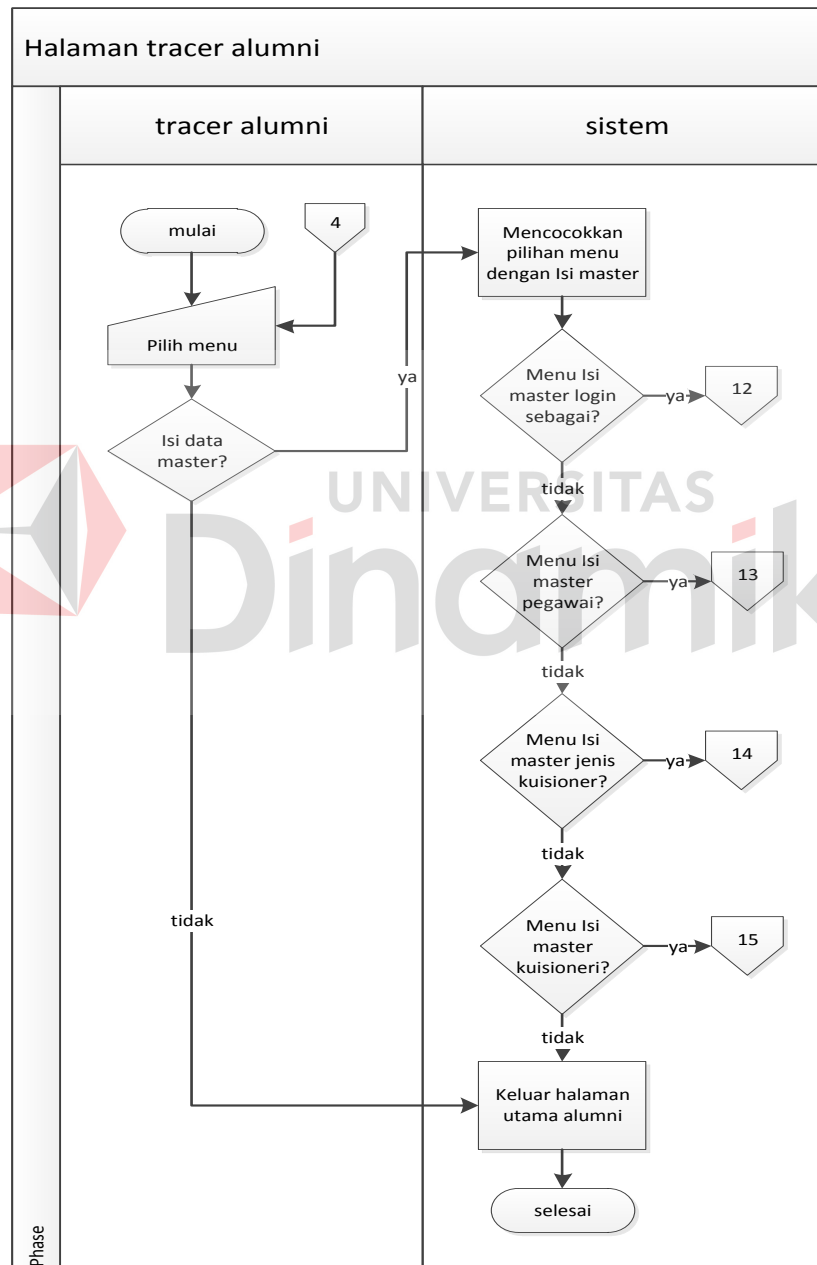 Halaman tracer alumni
tracer alumni
sistem
mulai
4
Pilih menu
Isi data
master?
ya
tidak
Mencocokkan
pilihan menu
dengan Isi master
Menu Isi
master login
sebagai?
ya
12
tidak
Menu Isi
master
pegawai?
ya
13
tidak
Menu Isi
master jenis
kuisioner?
ya
14
tidak
Menu Isi
master
kuisioneri?
ya
15
tidak
Keluar halaman
utama alumni
selesai
Phase
UNIVERSITAS
Dinamik